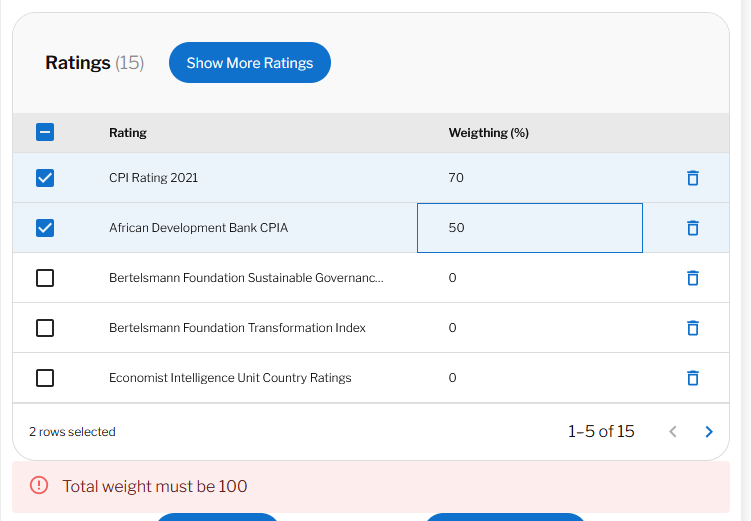 Ratings (15) Show More Ratings
Rating Weigthing (%)
CPI Rating 2021 70
African Development Bank CPIA 50
Bertelsmann Foundation Sustainable Governanc... 0
Bertelsmann Foundation Transformation Index 0
Economist Intelligence Unit Country Ratings 0
2 rows selected 1–5 of 15
Total weight must be 100